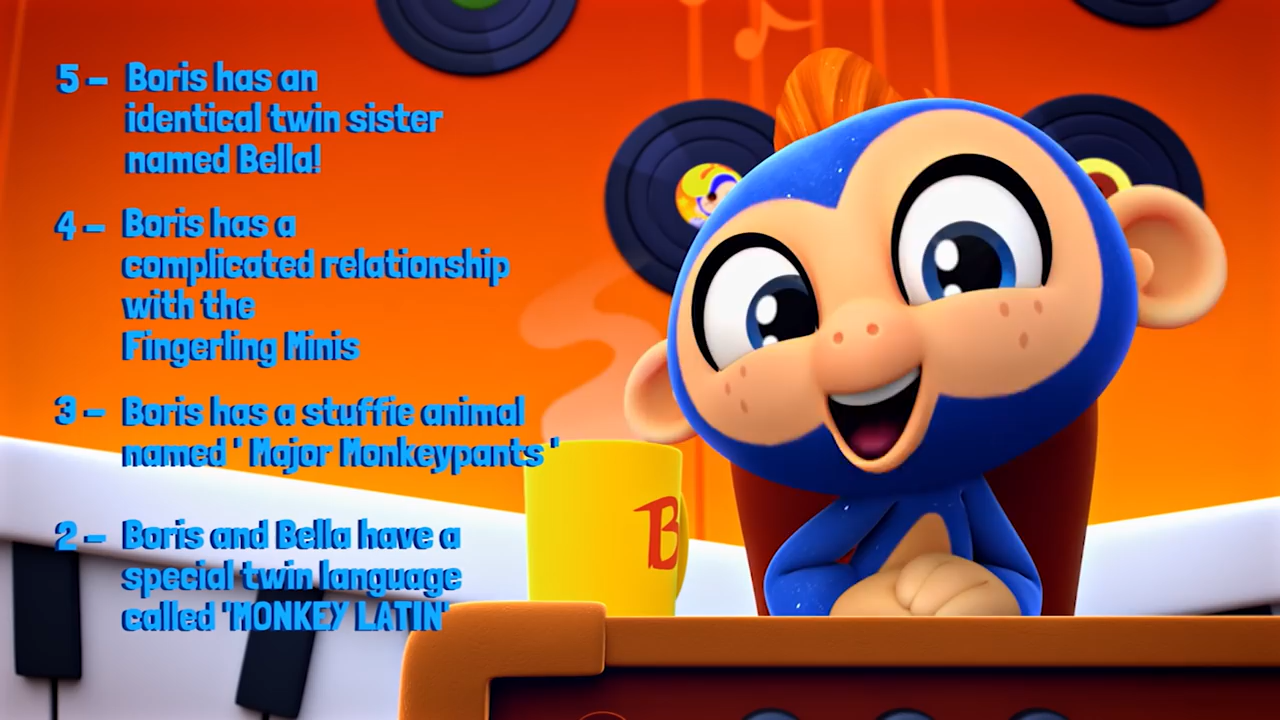 5 - Boris has an
identical twin sister
named Bella!
4 - Boris has a
complicated relationship
with the
Fingerling Minis
3 - Boris has a stuffie animal
named ' Major Monkeypants '
2 - Boris and Bella have a
special twin language
called 'MONKEY LATIN'
B